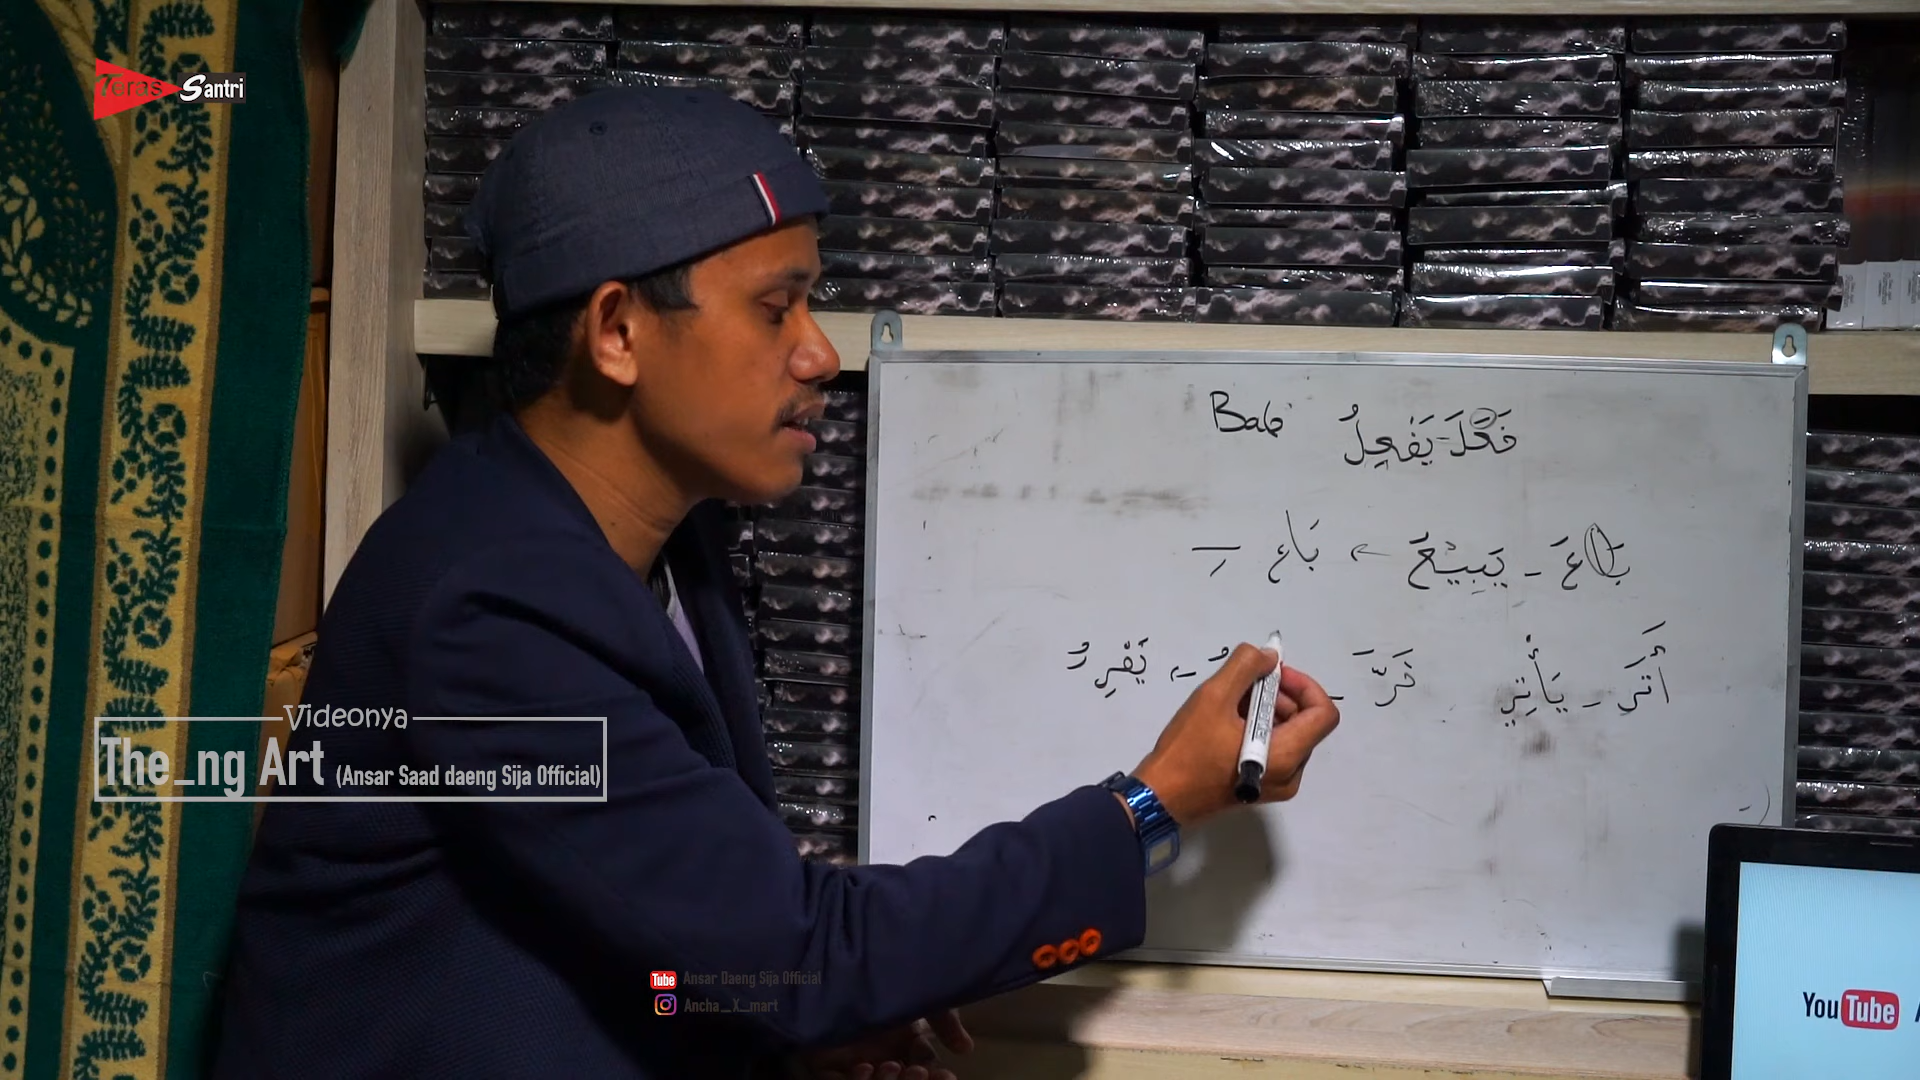 Teras Santri
Bab فَعَلَ - يَفْعِلُ
بَاعَ - يَبِيْعُ ← بَاع
يَفْرِرُ ← فَرَّ -
Videonya
The_ng Art (Ansar Saad daeng Sija Official)
Tube Ansar Daeng Sija Official
Ancha_X_mart
YouTube